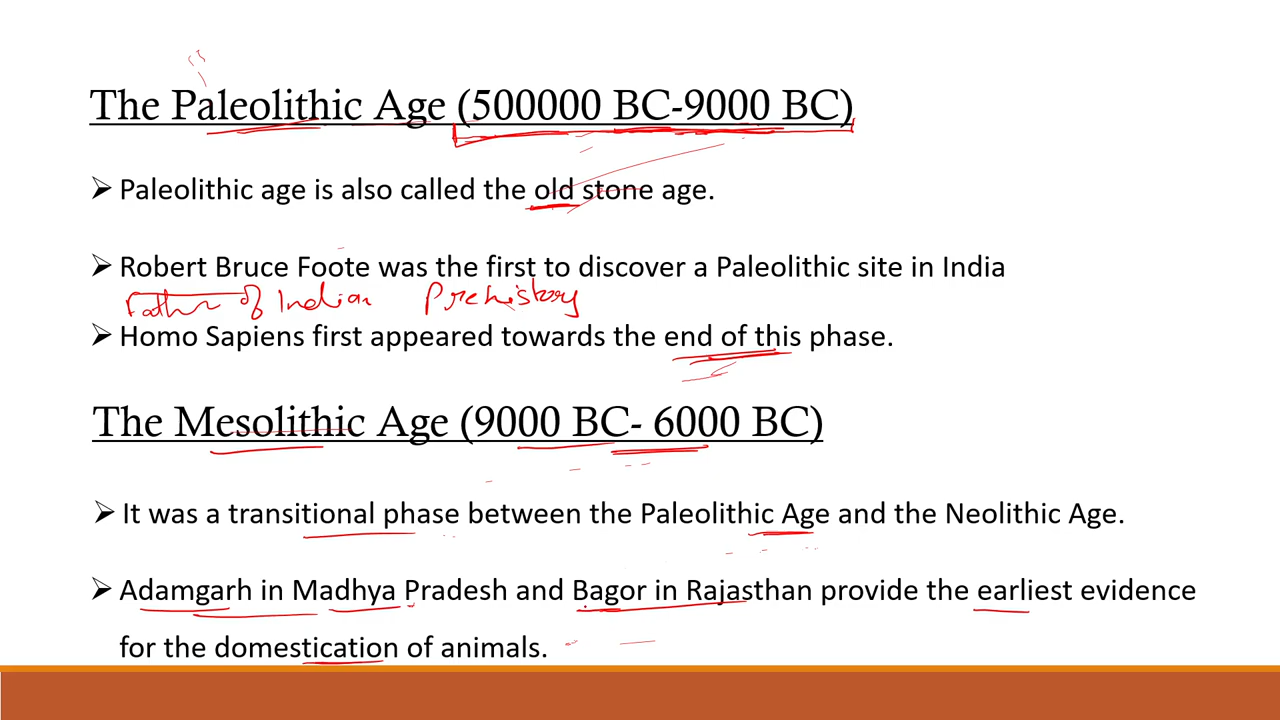 The Paleolithic Age (500000 BC-9000 BC)
➢ Paleolithic age is also called the old stone age.
➢ Robert Bruce Foote was the first to discover a Paleolithic site in India
Father of Indian Prehistory
➢ Homo Sapiens first appeared towards the end of this phase.
The Mesolithic Age (9000 BC- 6000 BC)
➢ It was a transitional phase between the Paleolithic Age and the Neolithic Age.
➢ Adamgarh in Madhya Pradesh and Bagor in Rajasthan provide the earliest evidence
for the domestication of animals.